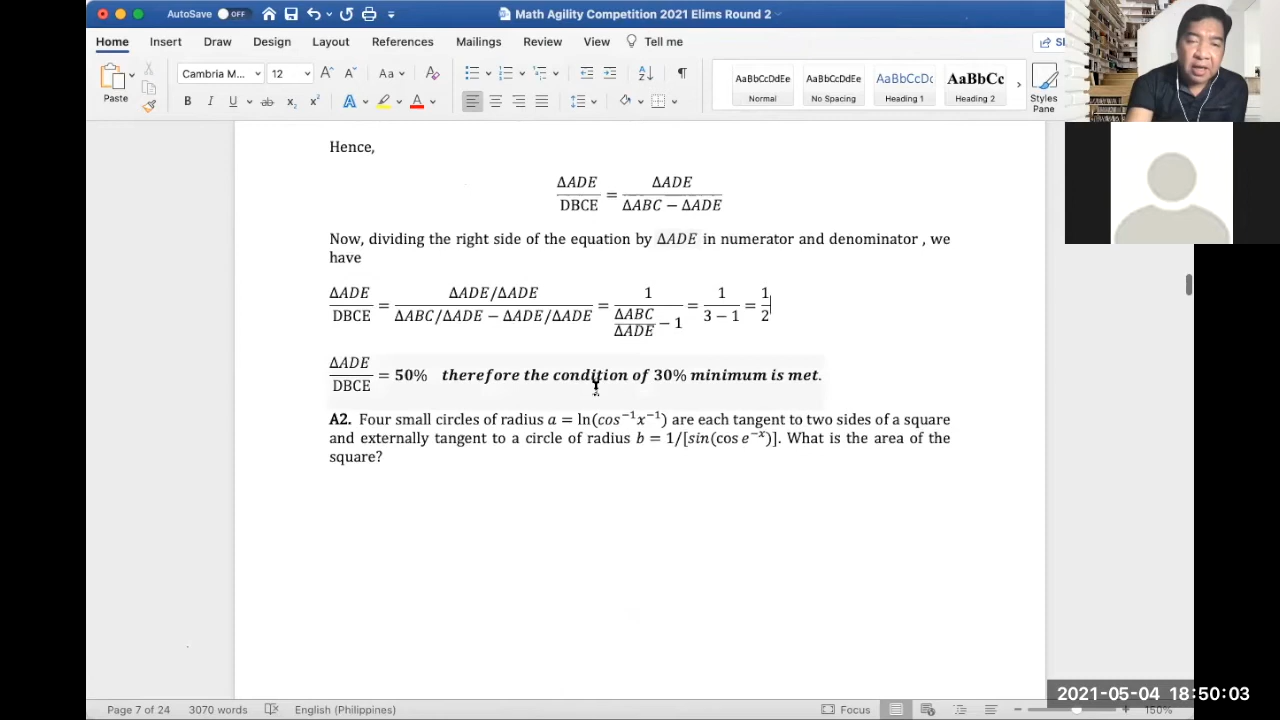 AutoSave OFF
Math Agility Competition 2021 Elims Round 2
Home Insert Draw Design Layout References Mailings Review View Tell me
Paste
Cambria M... 12
Aa
B I U ab x₂ x²
AaBbCcDdEe AaBbCcDdEe AaBbCcDc AaBbCc
Normal No Spacing Heading 1 Heading 2
Styles Pane
Hence,
ΔADE/DBCE = ΔADE/(ΔABC − ΔADE)
Now, dividing the right side of the equation by ΔADE in numerator and denominator , we
have
ΔADE/DBCE = (ΔADE/ΔADE)/(ΔABC/ΔADE − ΔADE/ΔADE) = 1/(ΔABC/ΔADE − 1) = 1/(3 − 1) = 1/2
ΔADE/DBCE = 50% therefore the condition of 30% minimum is met.
A2. Four small circles of radius a = ln(cos⁻¹x⁻¹) are each tangent to two sides of a square
and externally tangent to a circle of radius b = 1/[sin(cos e⁻ˣ)]. What is the area of the
square?
2021-05-04 18:50:03
Page 7 of 24 3070 words English (Philippines) Focus 150%